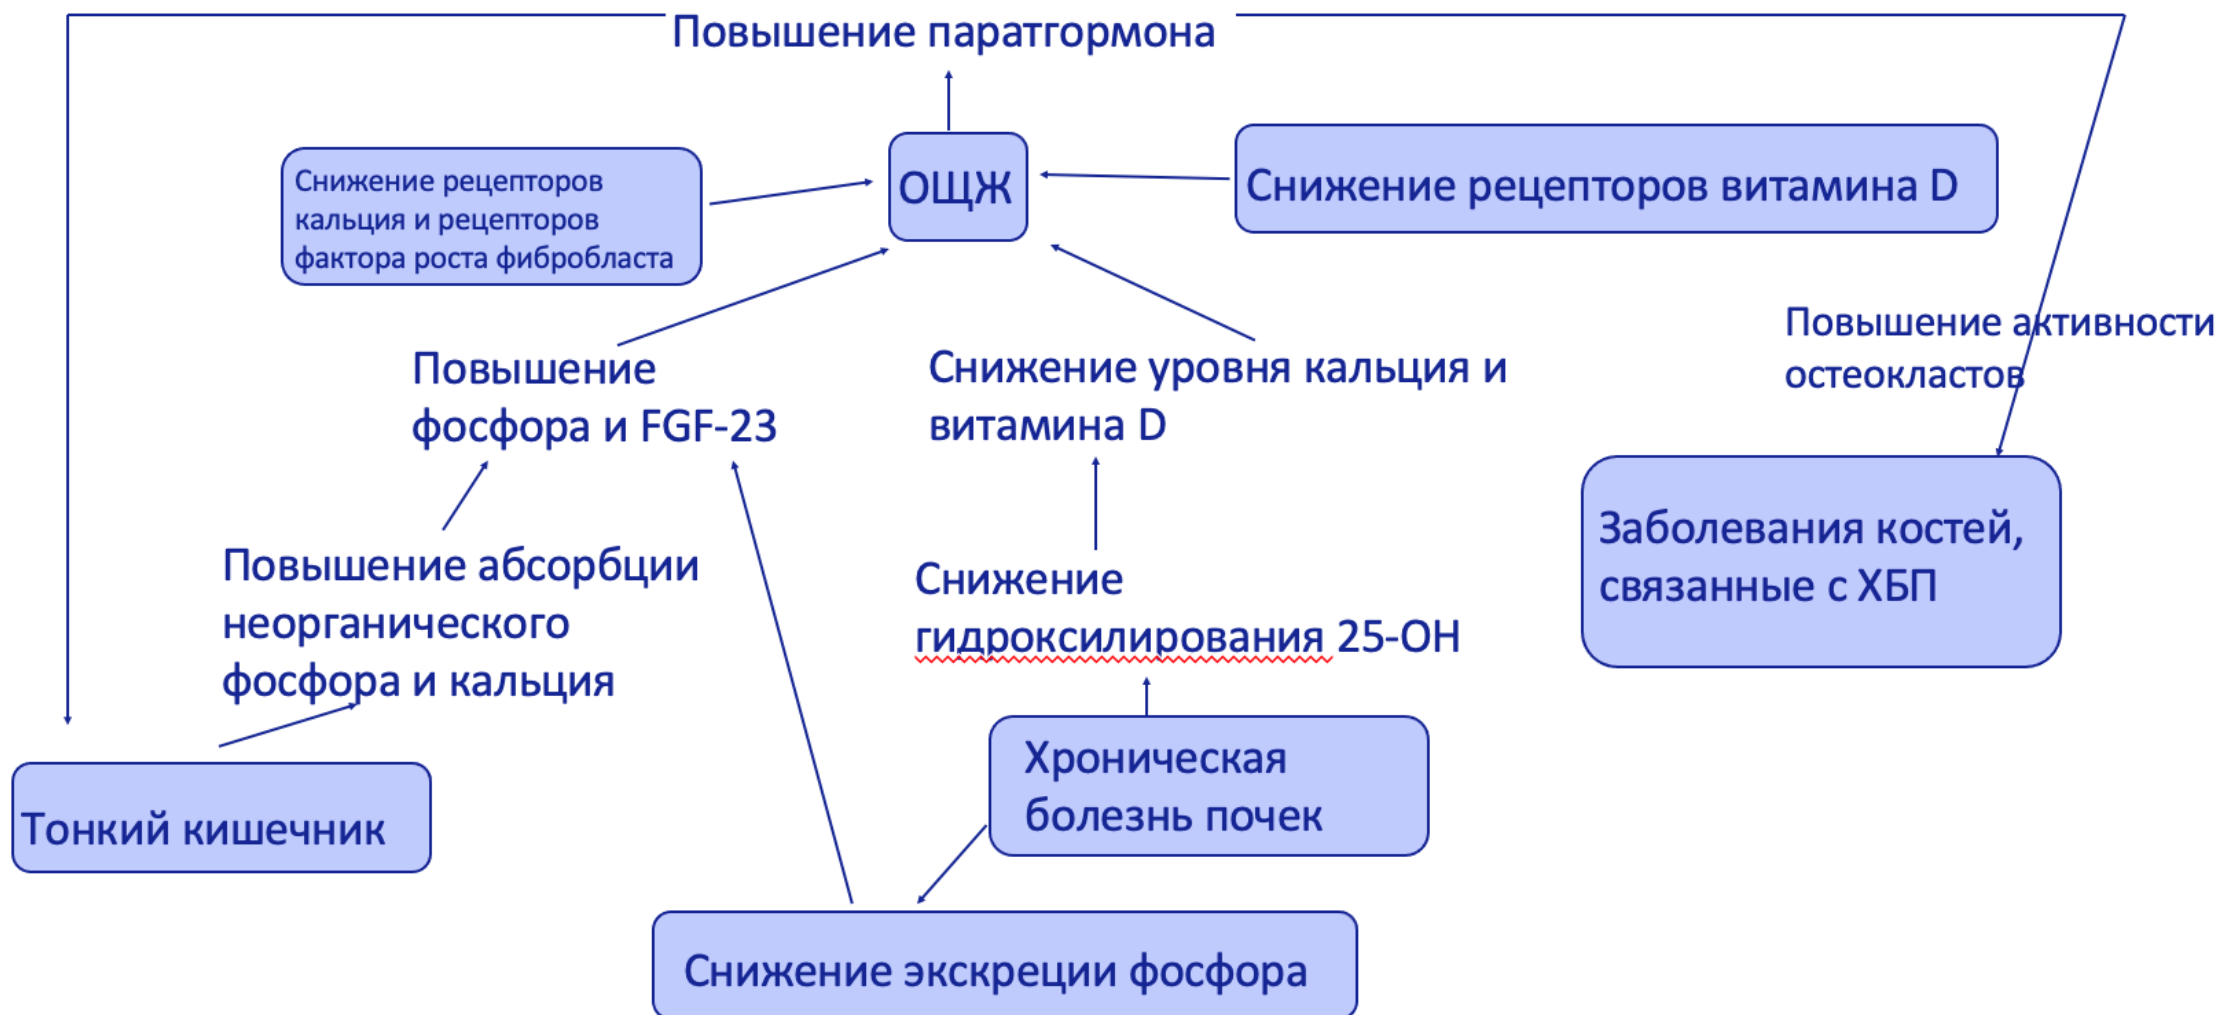 Повышение паратгормона
Снижение рецепторов
кальция и рецепторов
фактора роста фибробласта
ОЩЖ
Снижение рецепторов витамина D
Повышение
фосфора и FGF-23
Снижение уровня кальция и
витамина D
Повышение активности
остеокластов
Повышение абсорбции
неорганического
фосфора и кальция
Снижение
гидроксилирования 25-ОН
Заболевания костей,
связанные с ХБП
Тонкий кишечник
Хроническая
болезнь почек
Снижение экскреции фосфора